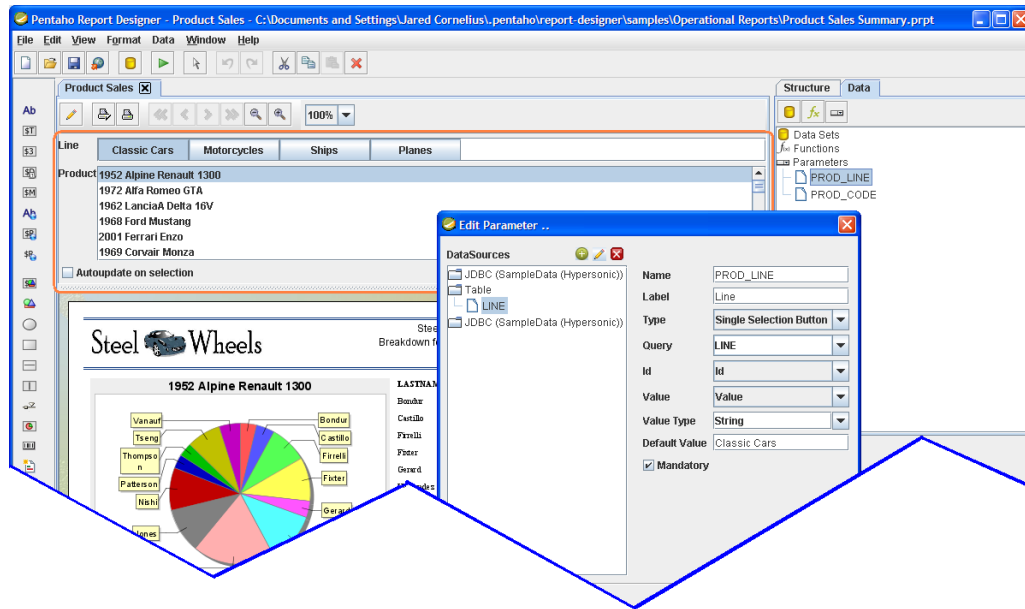 Pentaho Report Designer - Product Sales - C:\Documents and Settings\Jared Cornelius\.pentaho\report-designer\samples\Operational Reports\Product Sales Summary.prpt
File Edit View Format Data Window Help
Product Sales
100%
Line
Classic Cars Motorcycles Ships Planes
Product
1952 Alpine Renault 1300
1972 Alfa Romeo GTA
1962 LanciaA Delta 16V
1968 Ford Mustang
2001 Ferrari Enzo
1969 Corvair Monza
Autoupdate on selection
Structure Data
Data Sets
Functions
Parameters
PROD_LINE
PROD_CODE
Edit Parameter ..
DataSources
JDBC (SampleData (Hypersonic))
Table
LINE
JDBC (SampleData (Hypersonic))
Name PROD_LINE
Label Line
Type Single Selection Button
Query LINE
Id Id
Value Value
Value Type String
Default Value Classic Cars
Mandatory
Steel Wheels
Stee
Breakdown f
1952 Alpine Renault 1300
Vanauf
Tseng
Thompso
n
Patterson
Nishi
Jones
Bondur
Castillo
Firrelli
Fixter
Gerard
LASTNAM
Bondur
Castillo
Firrelli
Fixter
Gerard
Ab
Ab